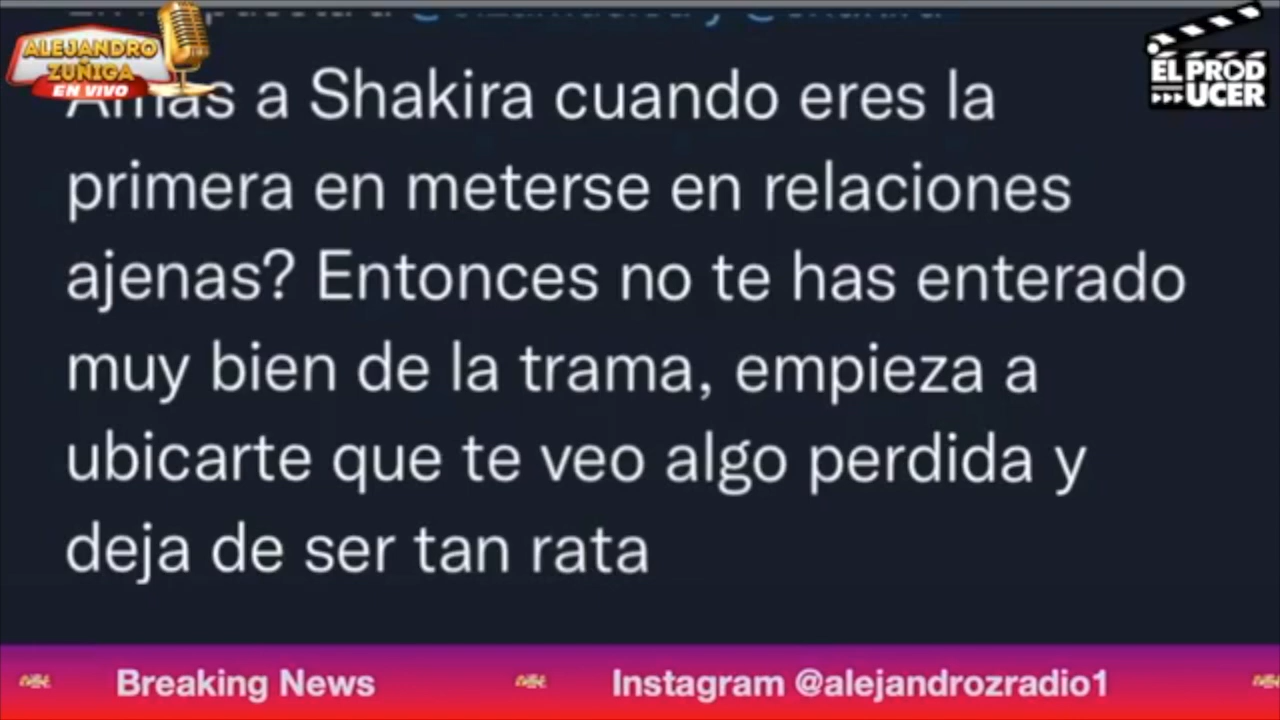 ALEJANDRO
ZUÑIGA
EN VIVO
EL PROD
UCER
Amas a Shakira cuando eres la
primera en meterse en relaciones
ajenas? Entonces no te has enterado
muy bien de la trama, empieza a
ubicarte que te veo algo perdida y
deja de ser tan rata
Breaking News
Instagram @alejandrozradio1